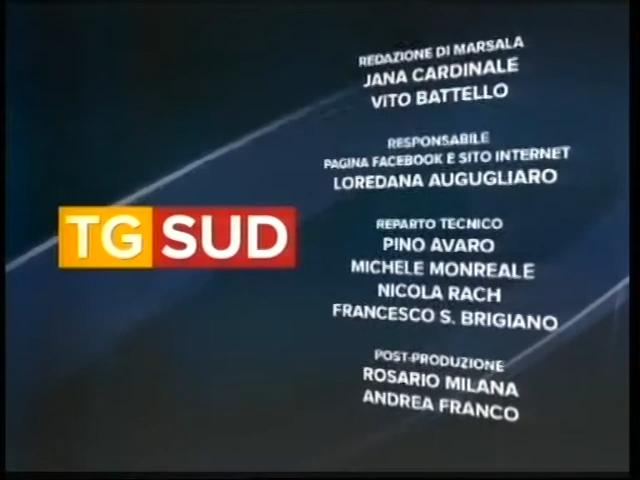 TG SUD
REDAZIONE DI MARSALA
JANA CARDINALE
VITO BATTELLO
RESPONSABILE
PAGINA FACEBOOK E SITO INTERNET
LOREDANA AUGUGLIARO
REPARTO TECNICO
PINO AVARO
MICHELE MONREALE
NICOLA RACH
FRANCESCO S. BRIGIANO
POST-PRODUZIONE
ROSARIO MILANA
ANDREA FRANCO